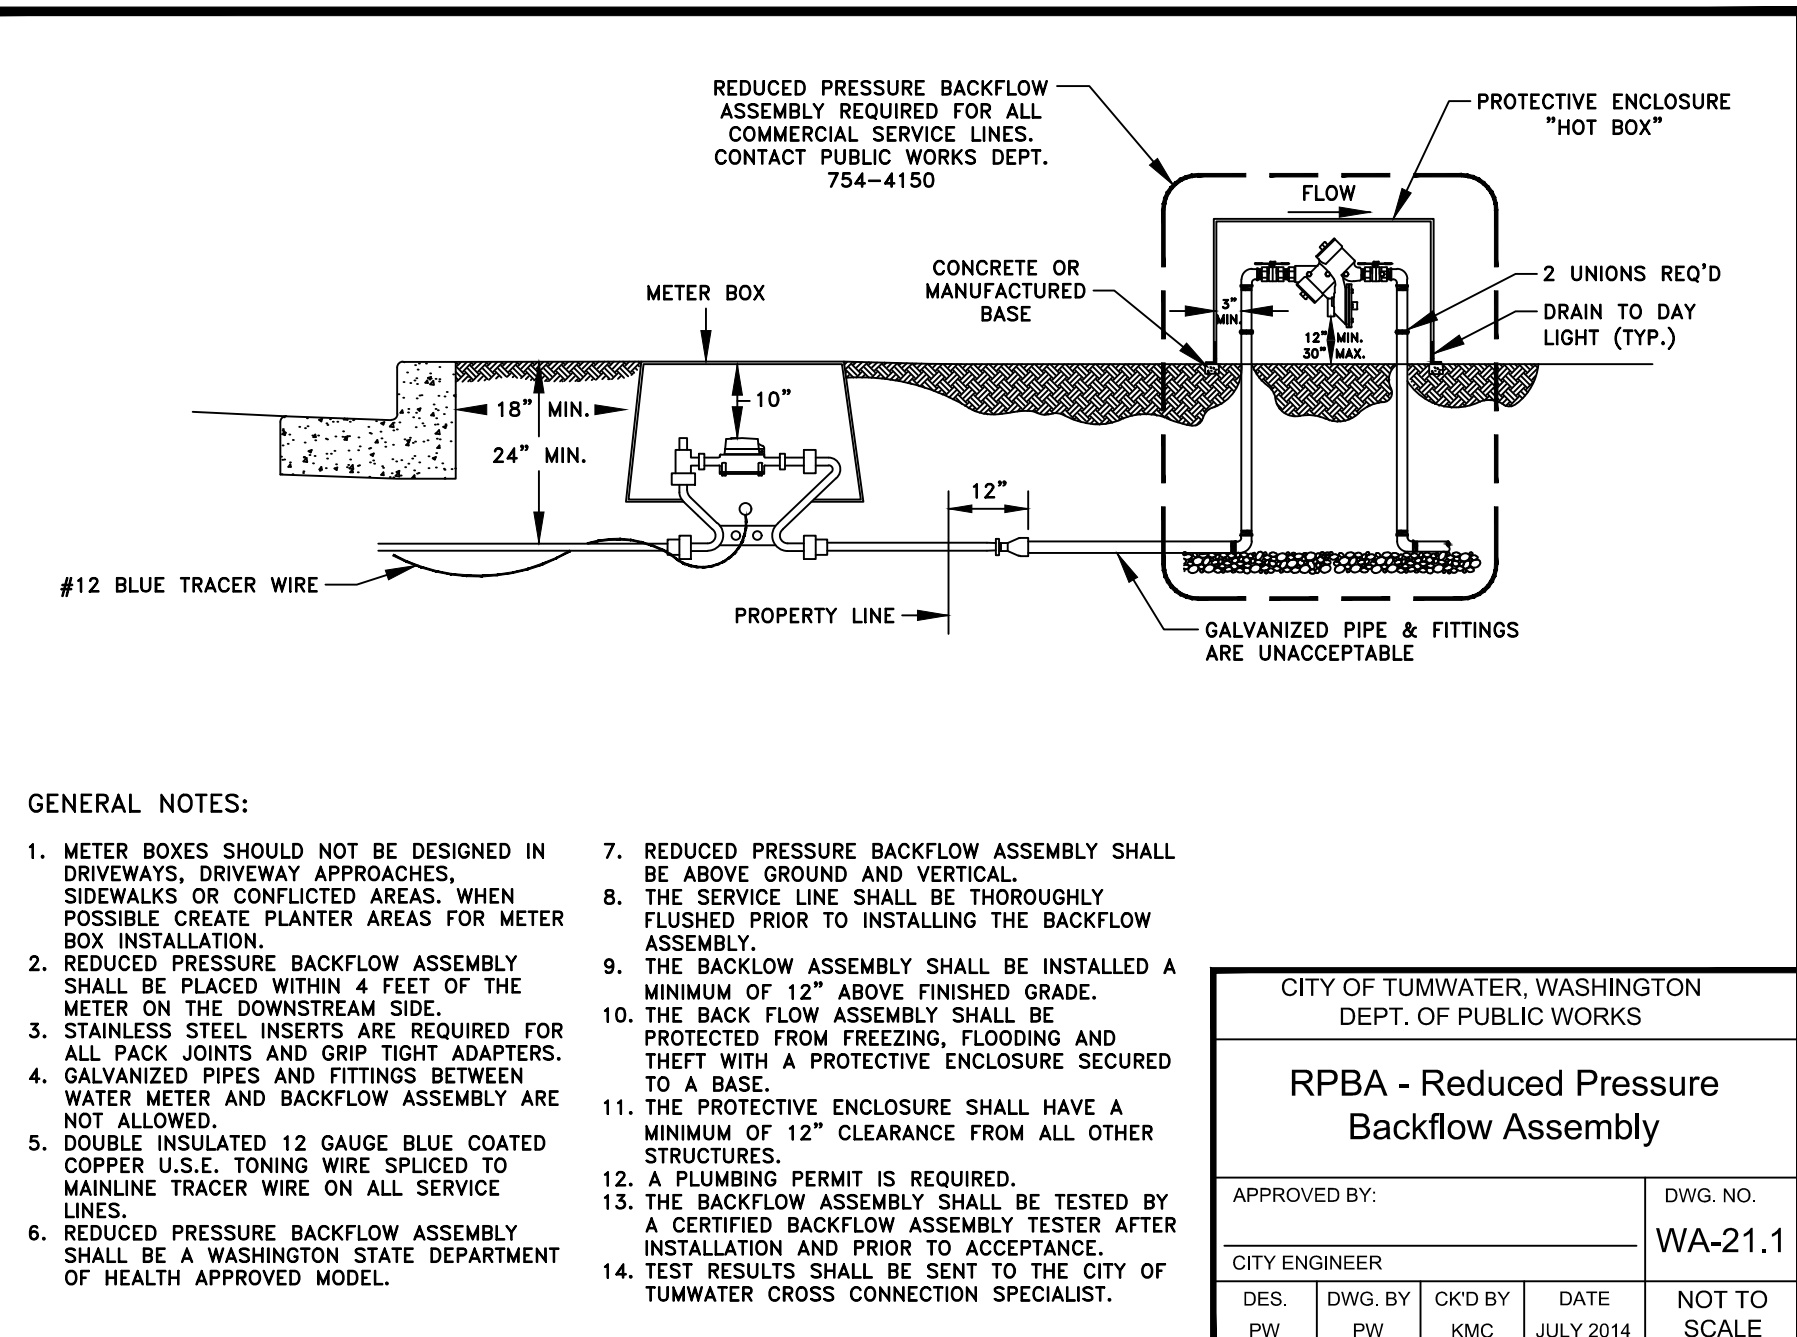 REDUCED PRESSURE BACKFLOW
ASSEMBLY REQUIRED FOR ALL
COMMERCIAL SERVICE LINES.
CONTACT PUBLIC WORKS DEPT.
754-4150
PROTECTIVE ENCLOSURE
"HOT BOX"
FLOW
CONCRETE OR
MANUFACTURED
BASE
METER BOX
2 UNIONS REQ'D
DRAIN TO DAY
LIGHT (TYP.)
3"
MIN.
12" MIN.
30" MAX.
18" MIN.
10"
24" MIN.
12"
#12 BLUE TRACER WIRE
PROPERTY LINE
GALVANIZED PIPE & FITTINGS
ARE UNACCEPTABLE
GENERAL NOTES:
1. METER BOXES SHOULD NOT BE DESIGNED IN
DRIVEWAYS, DRIVEWAY APPROACHES,
SIDEWALKS OR CONFLICTED AREAS. WHEN
POSSIBLE CREATE PLANTER AREAS FOR METER
BOX INSTALLATION.
2. REDUCED PRESSURE BACKFLOW ASSEMBLY
SHALL BE PLACED WITHIN 4 FEET OF THE
METER ON THE DOWNSTREAM SIDE.
3. STAINLESS STEEL INSERTS ARE REQUIRED FOR
ALL PACK JOINTS AND GRIP TIGHT ADAPTERS.
4. GALVANIZED PIPES AND FITTINGS BETWEEN
WATER METER AND BACKFLOW ASSEMBLY ARE
NOT ALLOWED.
5. DOUBLE INSULATED 12 GAUGE BLUE COATED
COPPER U.S.E. TONING WIRE SPLICED TO
MAINLINE TRACER WIRE ON ALL SERVICE
LINES.
6. REDUCED PRESSURE BACKFLOW ASSEMBLY
SHALL BE A WASHINGTON STATE DEPARTMENT
OF HEALTH APPROVED MODEL.
7. REDUCED PRESSURE BACKFLOW ASSEMBLY SHALL
BE ABOVE GROUND AND VERTICAL.
8. THE SERVICE LINE SHALL BE THOROUGHLY
FLUSHED PRIOR TO INSTALLING THE BACKFLOW
ASSEMBLY.
9. THE BACKLOW ASSEMBLY SHALL BE INSTALLED A
MINIMUM OF 12" ABOVE FINISHED GRADE.
10. THE BACK FLOW ASSEMBLY SHALL BE
PROTECTED FROM FREEZING, FLOODING AND
THEFT WITH A PROTECTIVE ENCLOSURE SECURED
TO A BASE.
11. THE PROTECTIVE ENCLOSURE SHALL HAVE A
MINIMUM OF 12" CLEARANCE FROM ALL OTHER
STRUCTURES.
12. A PLUMBING PERMIT IS REQUIRED.
13. THE BACKFLOW ASSEMBLY SHALL BE TESTED BY
A CERTIFIED BACKFLOW ASSEMBLY TESTER AFTER
INSTALLATION AND PRIOR TO ACCEPTANCE.
14. TEST RESULTS SHALL BE SENT TO THE CITY OF
TUMWATER CROSS CONNECTION SPECIALIST.
CITY OF TUMWATER, WASHINGTON
DEPT. OF PUBLIC WORKS
RPBA - Reduced Pressure
Backflow Assembly
APPROVED BY:
CITY ENGINEER
DWG. NO.
WA-21.1
DES.
PW
DWG. BY
PW
CK'D BY
KMC
DATE
JULY 2014
NOT TO
SCALE